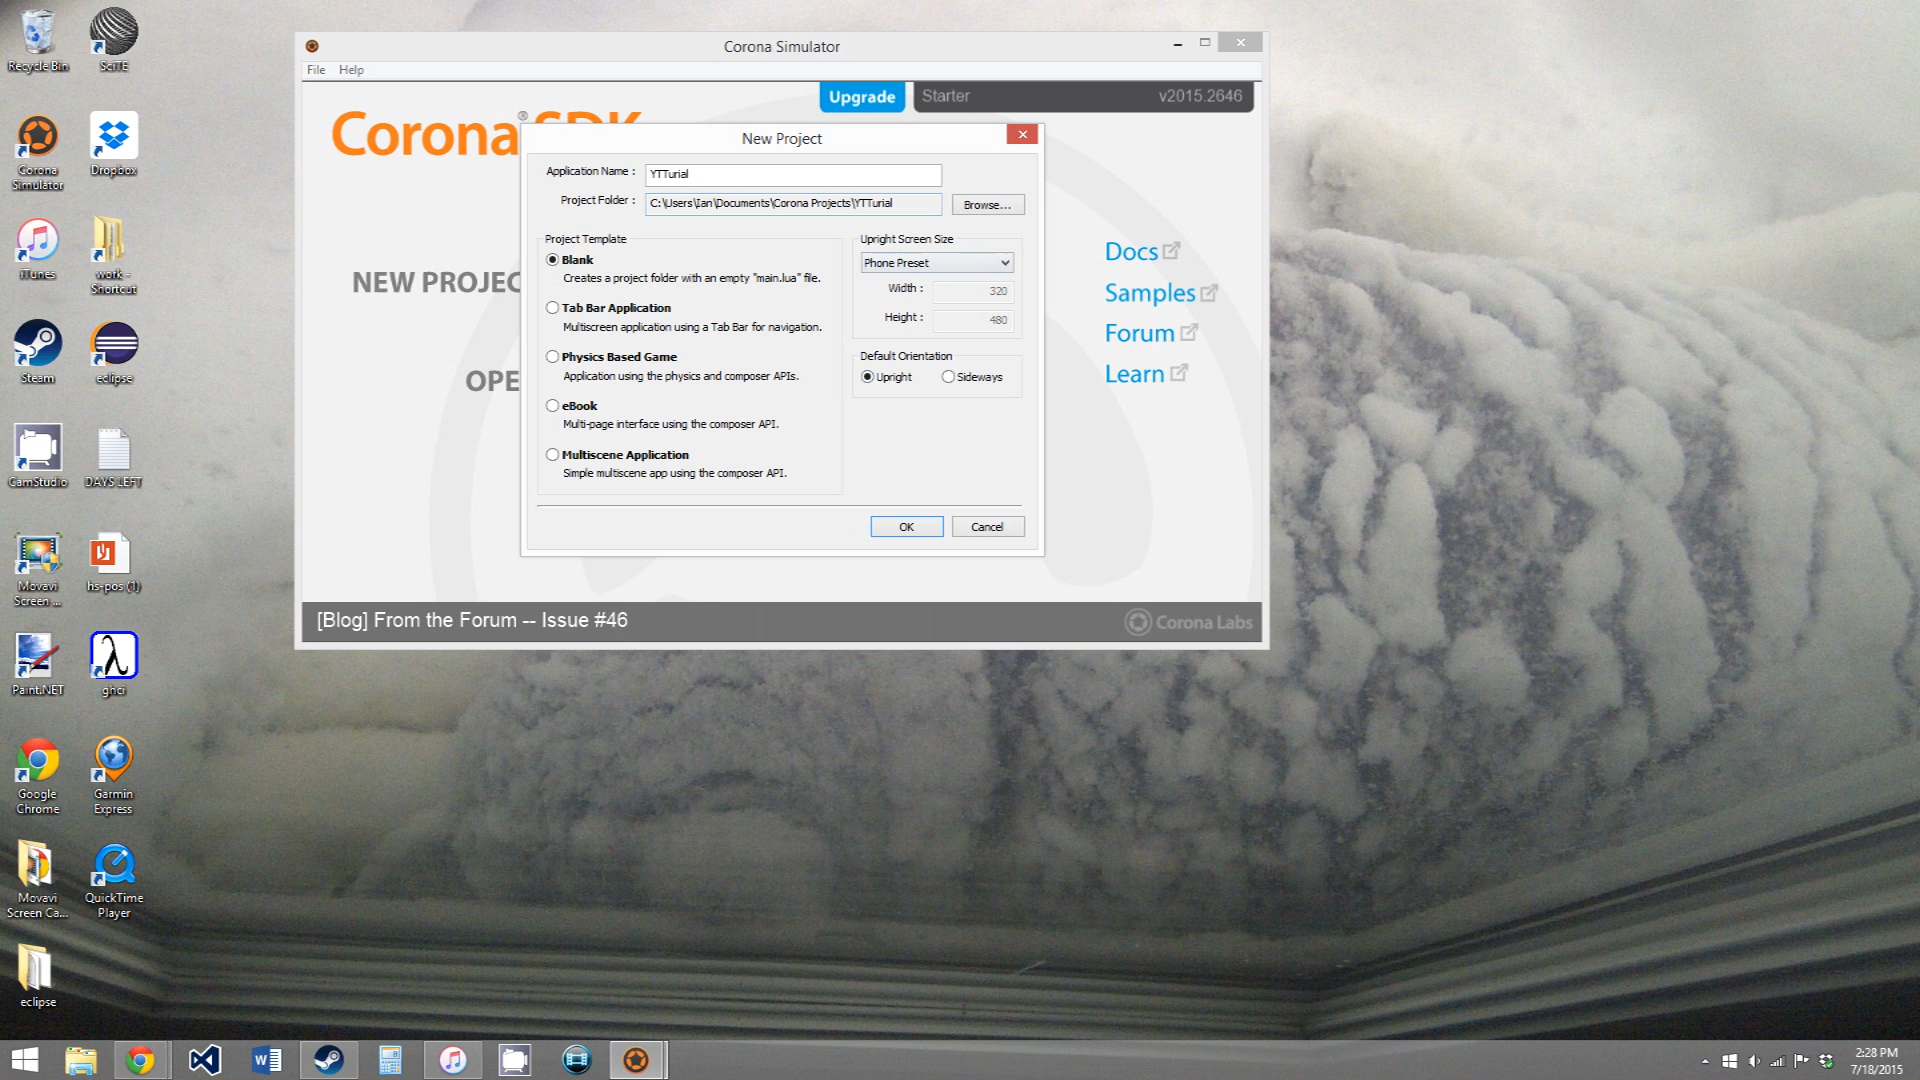 Recycle Bin
SciTE
Corona Simulator
Dropbox
iTunes
work - Shortcut
Steam
eclipse
CamStudio
DAYS LEFT
Movavi Screen ...
hs-pos (1)
Paint.NET
ghci
Google Chrome
Garmin Express
Movavi Screen Ca...
QuickTime Player
eclipse
Corona Simulator
File Help
Upgrade
Starter v2015.2646
Corona® SDK
NEW PROJEC
OPE
Docs
Samples
Forum
Learn
[Blog] From the Forum -- Issue #46
Corona Labs
New Project
Application Name : YTTurial
Project Folder : C:\Users\Ian\Documents\Corona Projects\YTTurial Browse...
Project Template
Blank
Creates a project folder with an empty "main.lua" file.
Tab Bar Application
Multiscreen application using a Tab Bar for navigation.
Physics Based Game
Application using the physics and composer APIs.
eBook
Multi-page interface using the composer API.
Multiscene Application
Simple multiscene app using the composer API.
Upright Screen Size
Phone Preset
Width : 320
Height : 480
Default Orientation
Upright Sideways
OK Cancel
2:28 PM
7/18/2015